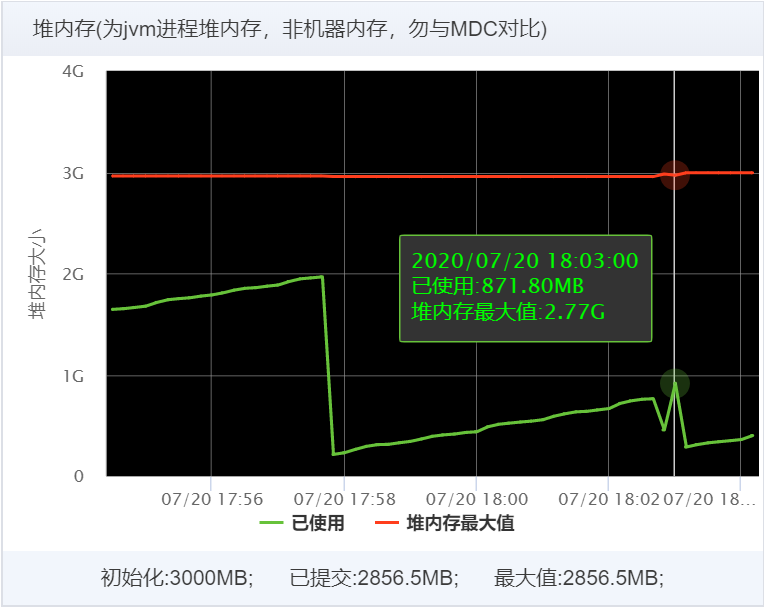 堆内存(为jvm进程堆内存，非机器内存，勿与MDC对比)
4G
3G
2G
1G
0
堆内存大小
2020/07/20 18:03:00
已使用:871.80MB
堆内存最大值:2.77G
07/20 17:56 07/20 17:58 07/20 18:00 07/20 18:02 07/20 18...
已使用 堆内存最大值
初始化:3000MB; 已提交:2856.5MB; 最大值:2856.5MB;